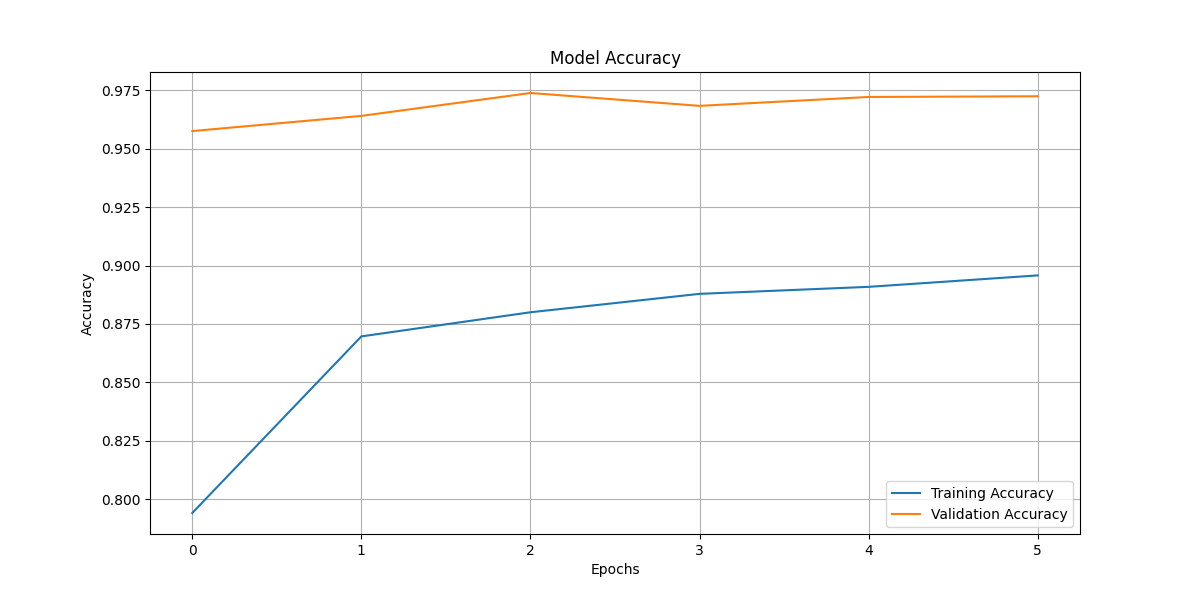 Model Accuracy
Accuracy
0.975
0.950
0.925
0.900
0.875
0.850
0.825
0.800
0 1 2 3 4 5
Epochs
Training Accuracy
Validation Accuracy